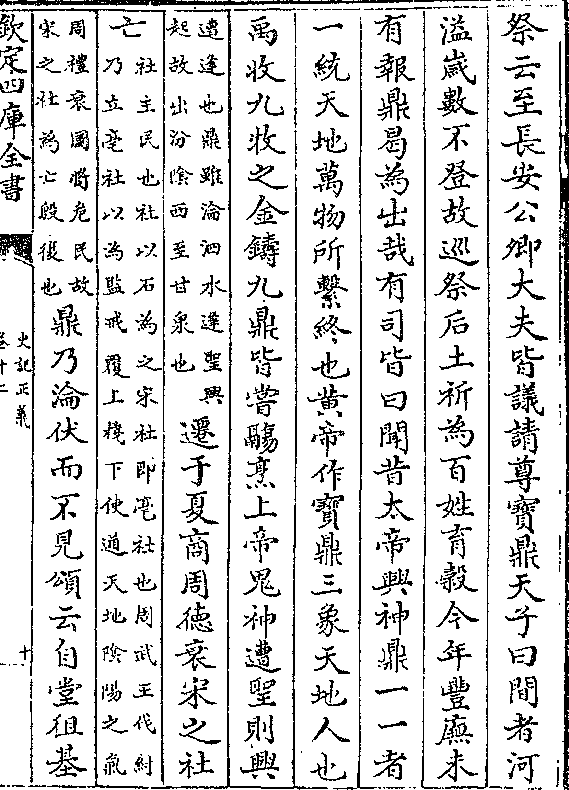 祭云至長安公卿大夫皆議請尊寶鼎天子曰間者河
溢嵗數不登故巡祭后土祈為百姓育榖今年豐廡未
有報鼎曷為出哉有司皆曰聞昔太帝興神鼎一一者
一統天地萬物所繫終也黄帝作寶鼎三象天地人也
禹收九牧之金鑄九鼎皆嘗鬺烹上帝鬼神遭聖則興
遭逢也鼎雖淪泗水逢聖興
起故出汾隂西至甘泉也
遷于夏商周德衰宋之社
社主民也社以石為之宋社即亳社也周武王伐紂
亡乃立亳社以為監戒覆上棧下使通天地隂陽之氣
周禮衰國將危民故
宋之社為亡殷復也
鼎乃淪伏而不見頌云自堂徂基
欽定四庫全書
史記正義
卷十二
十